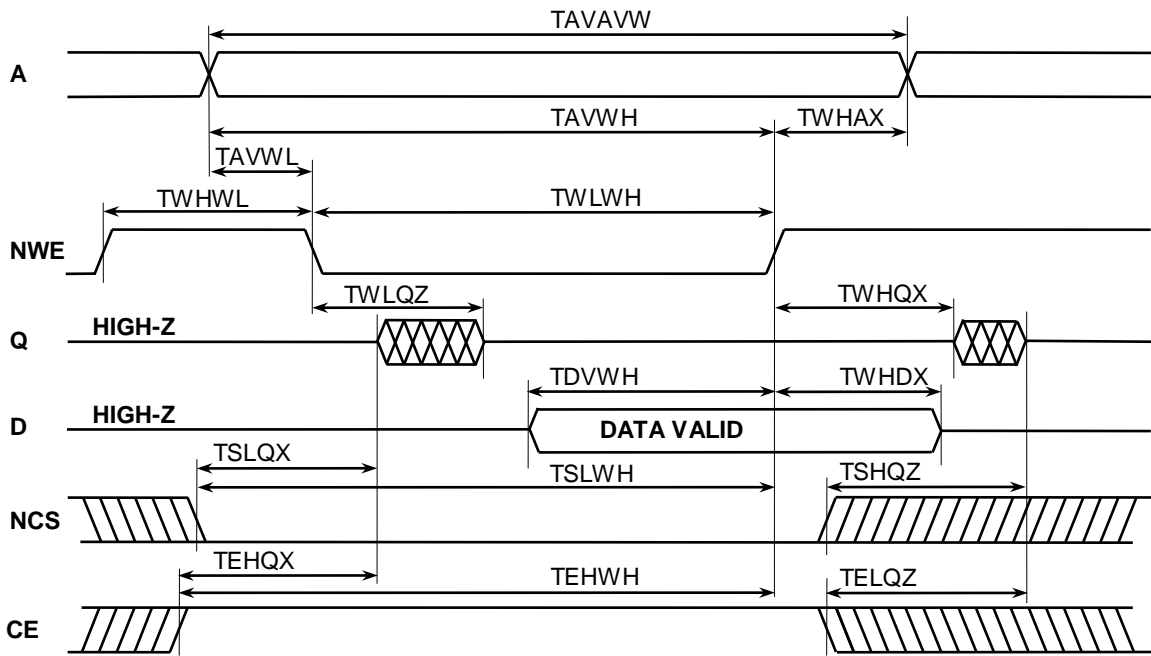 TAVAVW
A
TAVWH
TWHAX
TAVWL
TWHWL
TWLWH
NWE
TWLQZ
TWHQX
HIGH-Z
Q
TDVWH
TWHDX
HIGH-Z
D
DATA VALID
TSLQX
TSLWH
TSHQZ
NCS
TEHQX
TEHWH
TELQZ
CE